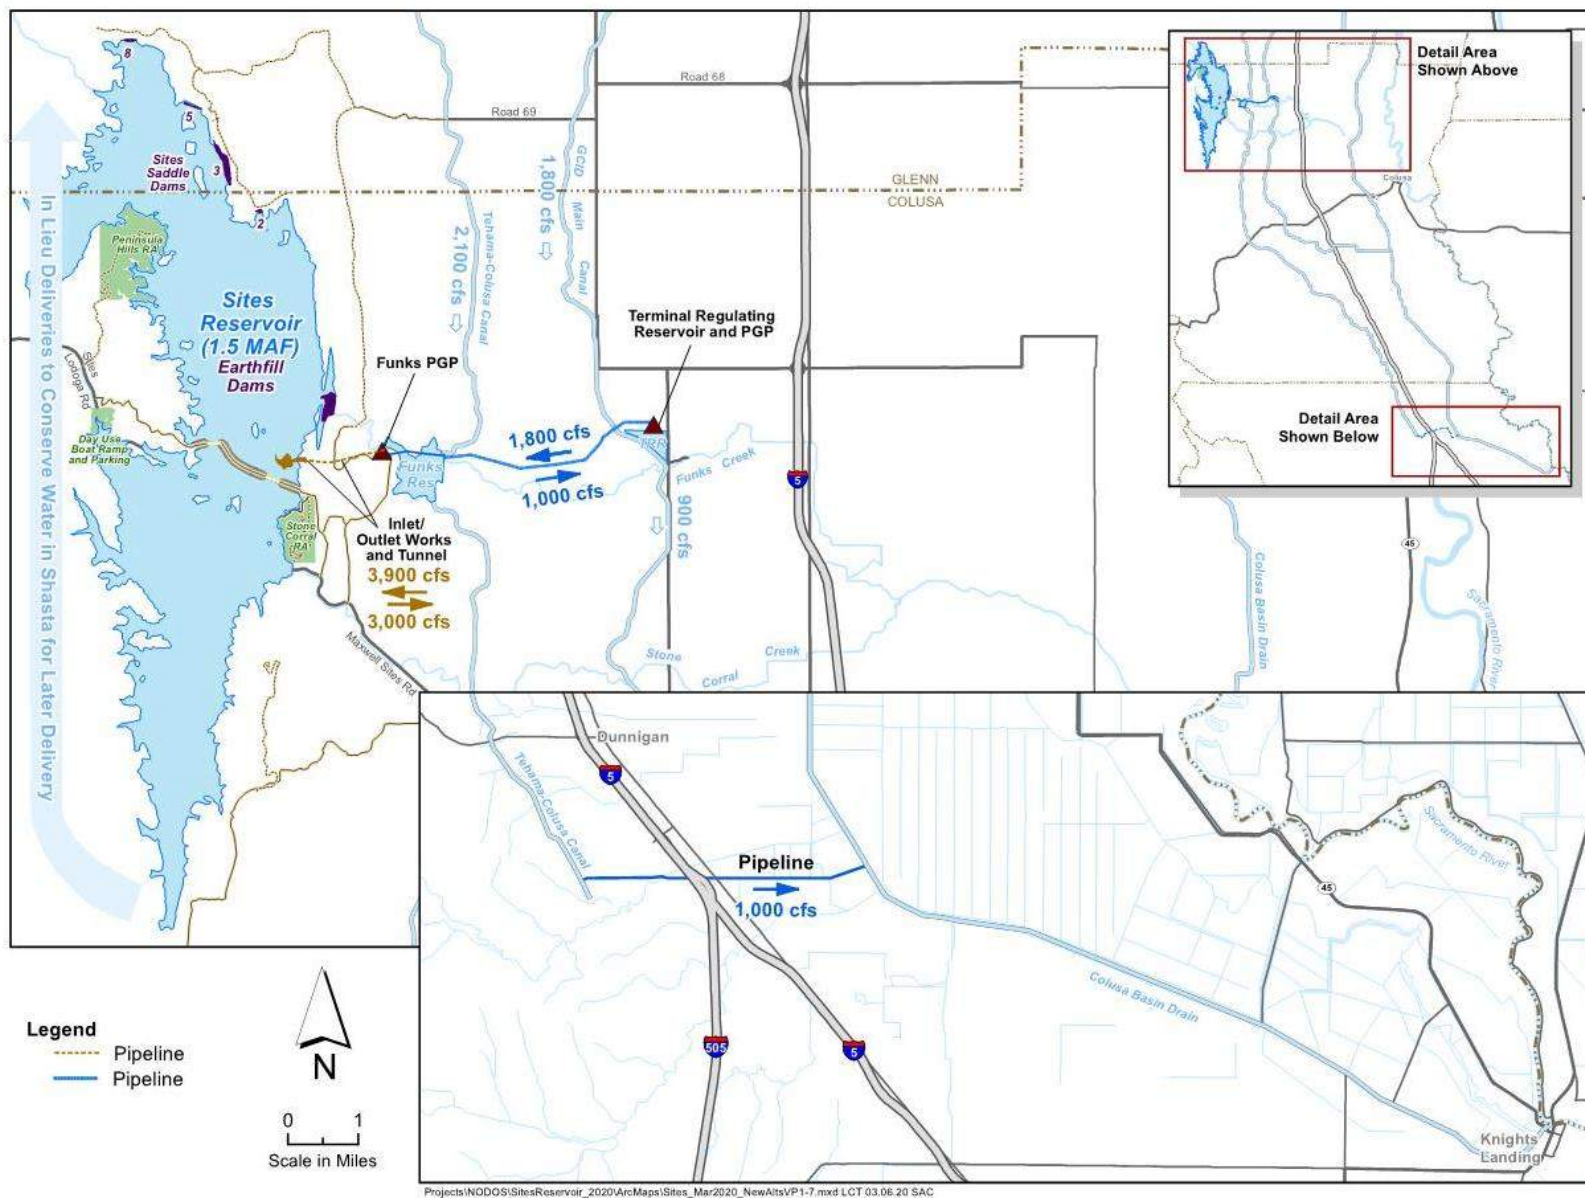 8
5
3
2
Sites
Saddle
Dams
In Lieu Deliveries to Conserve Water in Shasta for Later Delivery
Peninsula
Hills RA
Sites
Reservoir
(1.5 MAF)
Earthfill
Dams
Sites
Lodoga Rd
Day Use
Boat Ramp
and Parking
Stone
Corral
RA
Maxwell Sites Rd
Road 68
Road 69
GLENN
COLUSA
1,800 cfs
GCID Main Canal
2,100 cfs
Tehama-Colusa Canal
Funks PGP
Terminal Regulating
Reservoir and PGP
TRR
Funks
Res
1,800 cfs
1,000 cfs
Funks Creek
900 cfs
Inlet/
Outlet Works
and Tunnel
3,900 cfs
3,000 cfs
Stone Corral Creek
5
Colusa Basin Drain
45
Sacramento River
Detail Area
Shown Above
Colusa
Detail Area
Shown Below
Dunnigan
5
Tehama-Colusa Canal
Pipeline
1,000 cfs
505
5
Colusa Basin Drain
45
Sacramento River
Knights
Landing
Legend
Pipeline
Pipeline
N
0 1
Scale in Miles
Projects\NODOS\SitesReservoir_2020\ArcMaps\Sites_Mar2020_NewAltsVP1-7.mxd LCT 03.06.20 SAC